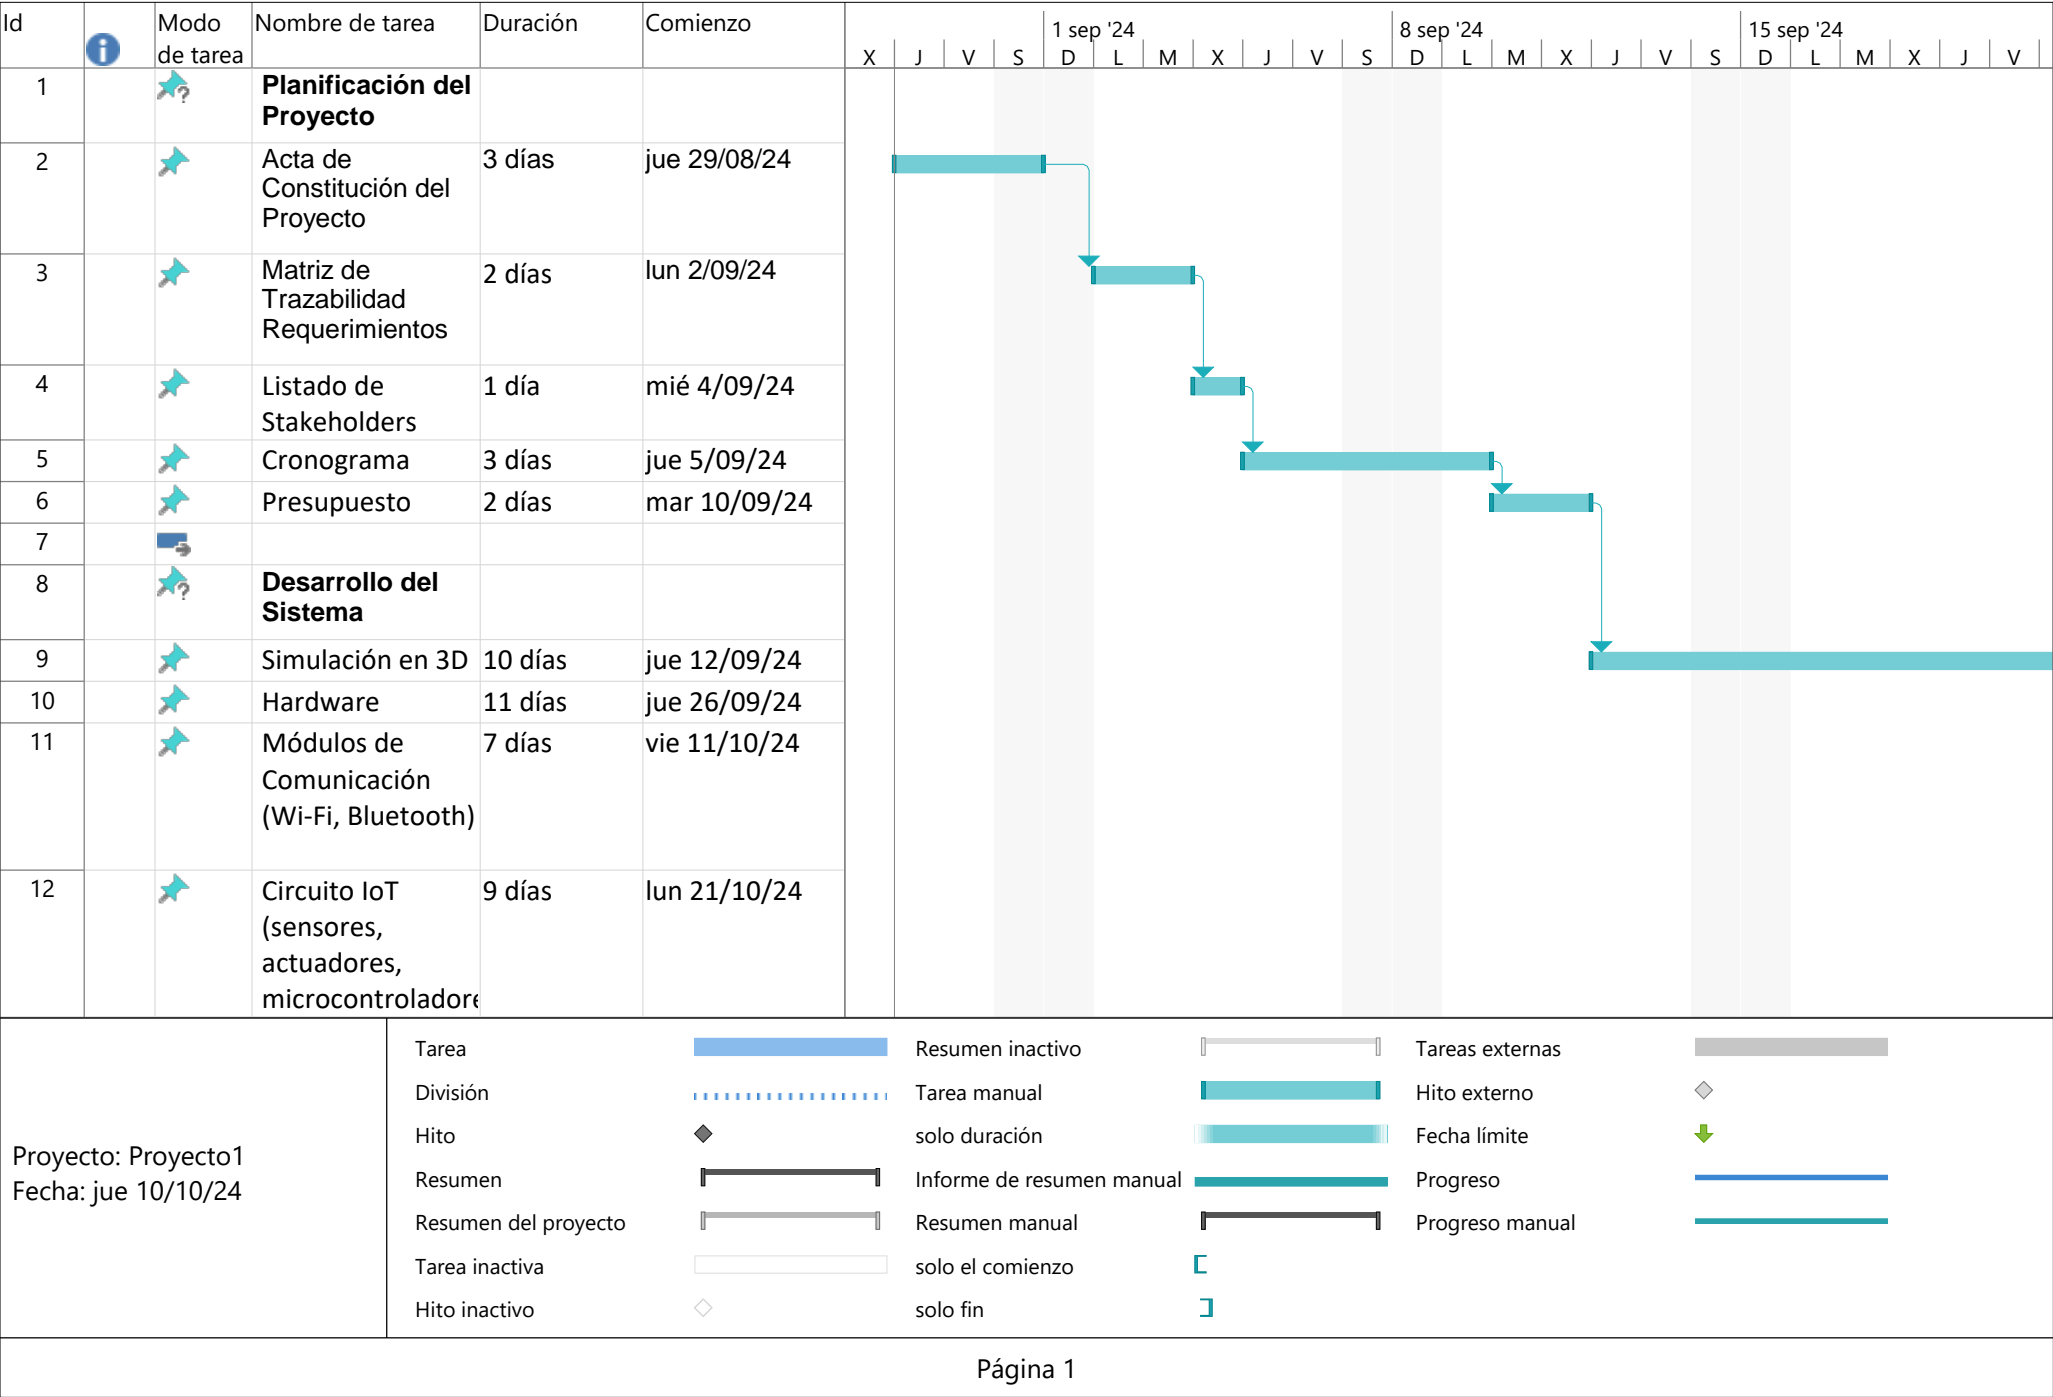 Id
Modo de tarea
Nombre de tarea
Duración
Comienzo
1 sep '24
8 sep '24
15 sep '24
X J V S D L M X J V S D L M X J V S D L M X J V
1
Planificación del
Proyecto
2
Acta de
Constitución del
Proyecto
3 días
jue 29/08/24
3
Matriz de
Trazabilidad
Requerimientos
2 días
lun 2/09/24
4
Listado de
Stakeholders
1 día
mié 4/09/24
5 Cronograma 3 días jue 5/09/24
6 Presupuesto 2 días mar 10/09/24
7
8
Desarrollo del
Sistema
9 Simulación en 3D 10 días jue 12/09/24
10 Hardware 11 días jue 26/09/24
11
Módulos de
Comunicación
(Wi-Fi, Bluetooth)
7 días
vie 11/10/24
12
Circuito IoT
(sensores,
actuadores,
microcontroladore
9 días
lun 21/10/24
Proyecto: Proyecto1
Fecha: jue 10/10/24
Tarea
División
Hito
Resumen
Resumen del proyecto
Tarea inactiva
Hito inactivo
Resumen inactivo
Tarea manual
solo duración
Informe de resumen manual
Resumen manual
solo el comienzo
solo fin
Tareas externas
Hito externo
Fecha límite
Progreso
Progreso manual
Página 1